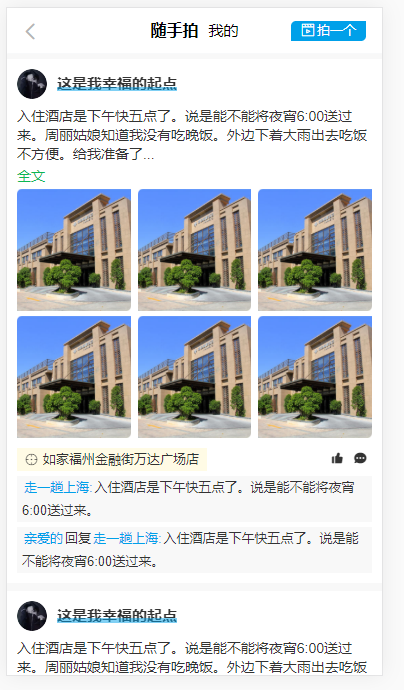 随手拍 我的 拍一个
这是我幸福的起点
入住酒店是下午快五点了。说是能不能将夜宵6:00送过
来。周丽姑娘知道我没有吃晚饭。外边下着大雨出去吃饭
不方便。给我准备了...
全文
如家福州金融街万达广场店
走一趟上海:入住酒店是下午快五点了。说是能不能将夜宵
6:00送过来。
亲爱的回复走一趟上海:入住酒店是下午快五点了。说是能
不能将夜宵6:00送过来。
这是我幸福的起点
入住酒店是下午快五点了。说是能不能将夜宵6:00送过
来。周丽姑娘知道我没有吃晚饭。外边下着大雨出去吃饭